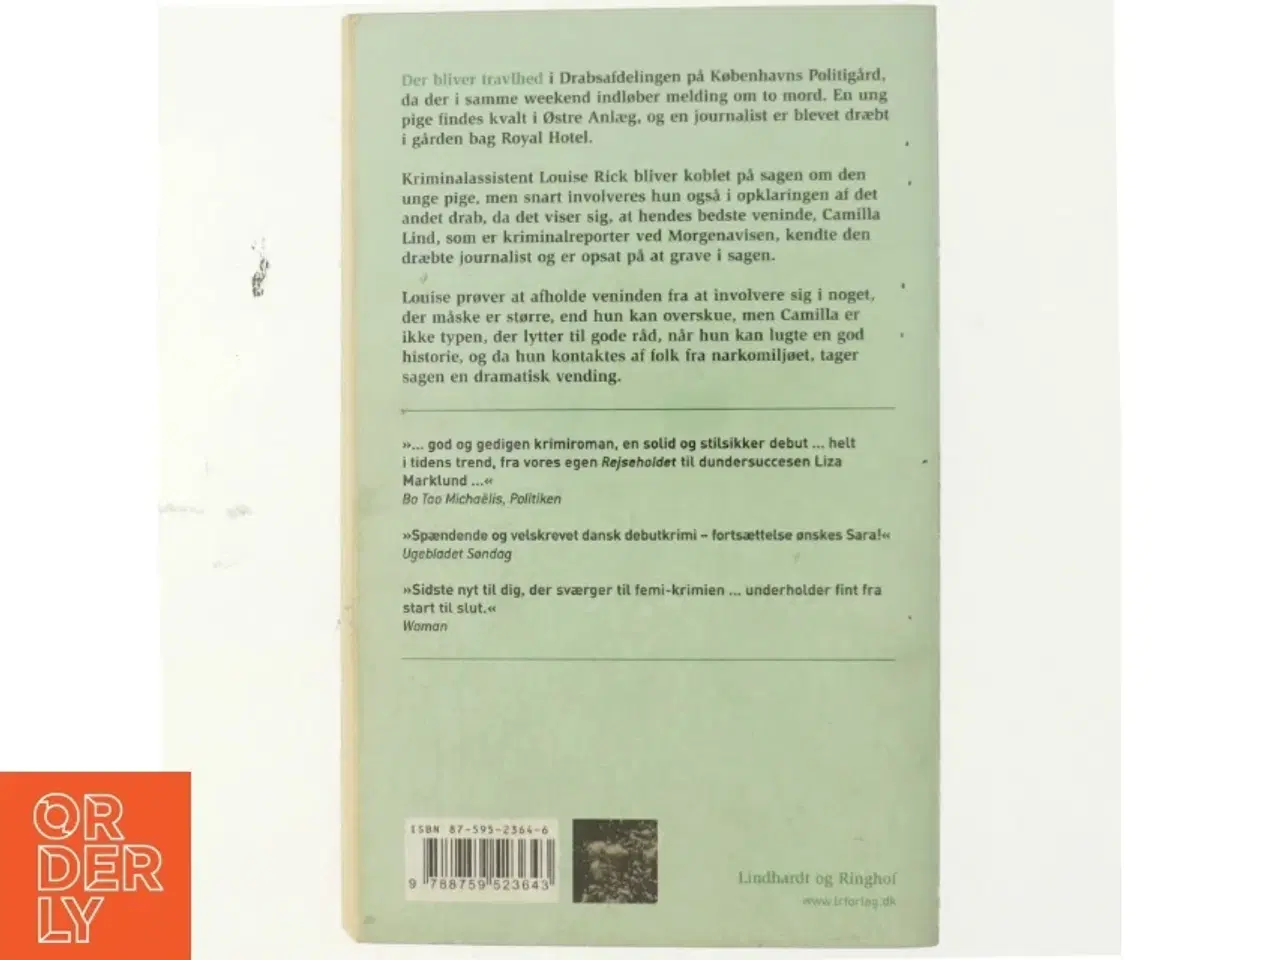 Der bliver travlhed i Drabsafdelingen på Københavns Politigård,
da der i samme weekend indløber melding om to mord. En ung
pige findes kvalt i Østre Anlæg, og en journalist er blevet dræbt
i gården bag Royal Hotel.
Kriminalassistent Louise Rick bliver koblet på sagen om den
unge pige, men snart involveres hun også i opklaringen af det
andet drab, da det viser sig, at hendes bedste veninde, Camilla
Lind, som er kriminalreporter ved Morgenavisen, kendte den
dræbte journalist og er opsat på at grave i sagen.
Louise prøver at afholde veninden fra at involvere sig i noget,
der måske er større, end hun kan overskue, men Camilla er
ikke typen, der lytter til gode råd, når hun kan lugte en god
historie, og da hun kontaktes af folk fra narkomiljøet, tager
sagen en dramatisk vending.
»... god og gedigen krimiroman, en solid og stilsikker debut ... helt
i tidens trend, fra vores egen Rejseholdet til dundersuccesen Liza
Marklund ...«
Bo Tao Michaëlis, Politiken
»Spændende og velskrevet dansk debutkrimi – fortsættelse ønskes Sara!«
Ugebladet Søndag
»Sidste nyt til dig, der sværger til femi-krimien ... underholder fint fra
start til slut.«
Woman
ISBN 87-595-2364-6
9 788759 523643
Lindhardt og Ringhof
www.lrforlag.dk
OR
DER
LY